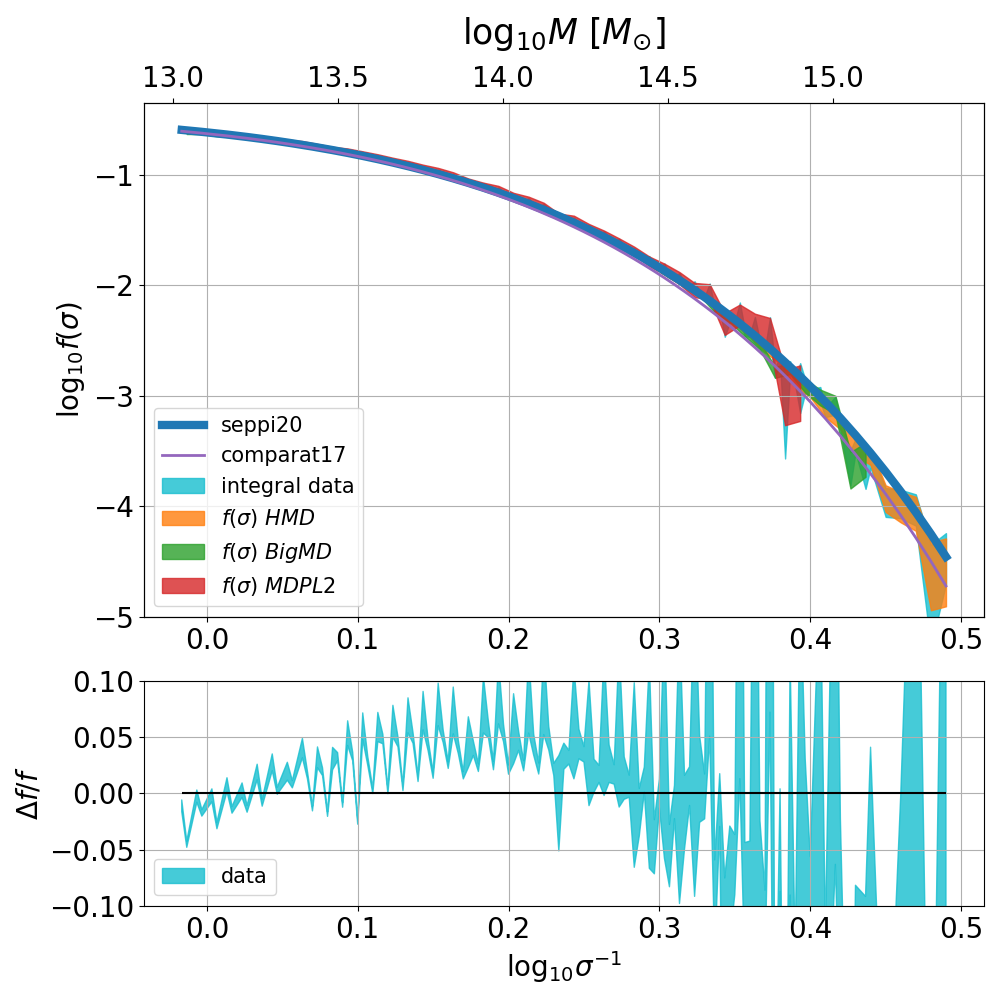 log₁₀M [M⊙]
13.0 13.5 14.0 14.5 15.0
log₁₀f(σ)
−1
−2
−3
−4
−5
seppi20
comparat17
integral data
f(σ) HMD
f(σ) BigMD
f(σ) MDPL2
0.0 0.1 0.2 0.3 0.4 0.5
Δf/f
0.10
0.05
0.00
−0.05
−0.10
data
0.0 0.1 0.2 0.3 0.4 0.5
log₁₀σ⁻¹